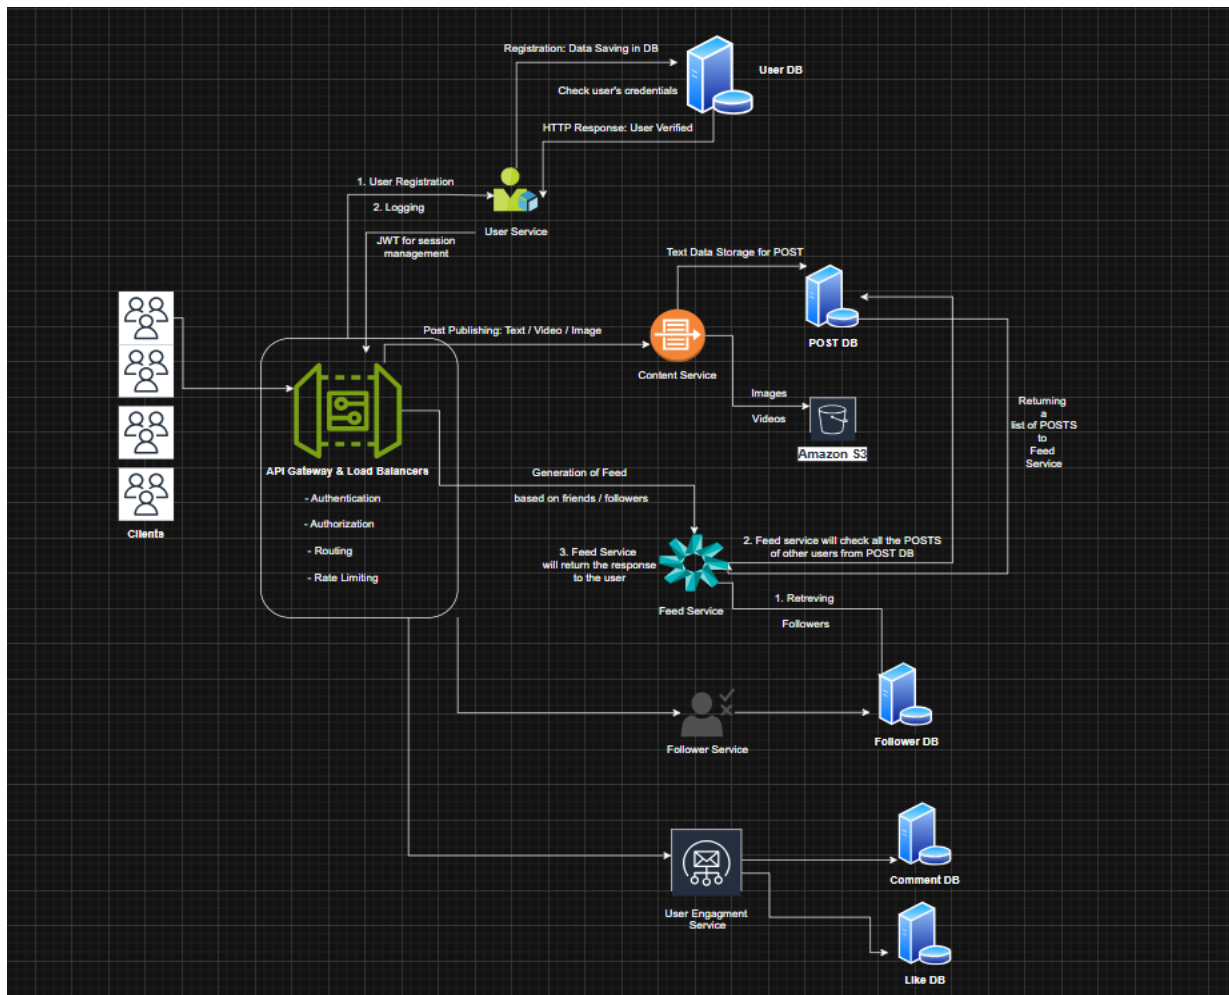 Registration: Data Saving in DB
User DB
Check user's credentials
HTTP Response: User Verified
1. User Registration
2. Logging
User Service
JWT for session
management
Text Data Storage for POST
POST DB
Post Publishing: Text / Video / Image
Content Service
Images
Videos
Amazon S3
Returning
a
list of POSTS
to
Feed
Service
API Gateway & Load Balancers
- Authentication
- Authorization
- Routing
- Rate Limiting
Clients
Generation of Feed
based on friends / followers
2. Feed service will check all the POSTS
of other users from POST DB
3. Feed Service
will return the response
to the user
Feed Service
1. Retreving
Followers
Follower Service
Follower DB
Comment DB
User Engagment
Service
Like DB